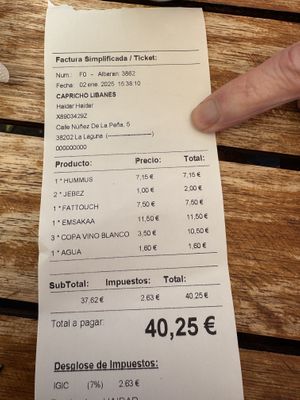 Factura Simplificada / Ticket:
Num.: F0 - Albaran 3862
Fecha: 02 ene. 2025 15:38:10
CAPRICHO LIBANES
Haider Haider
X8903429Z
Calle Núñez De La Peña, 5
38202 La Laguna (--------------------)
000000000
Producto: Precio: Total:
1 * HUMMUS 7,15 € 7,15 €
2 * JEBEZ 1,00 € 2,00 €
1 * FATTOUCH 7,50 € 7,50 €
1 * EMSAKAA 11,50 € 11,50 €
3 * COPA VINO BLANCO 3,50 € 10,50 €
1 * AGUA 1,60 € 1,60 €
SubTotal: Impuestos: Total:
37,62 € 2,63 € 40,25 €
Total a pagar: 40,25 €
Desglose de Impuestos:
IGIC (7%) 2,63 €